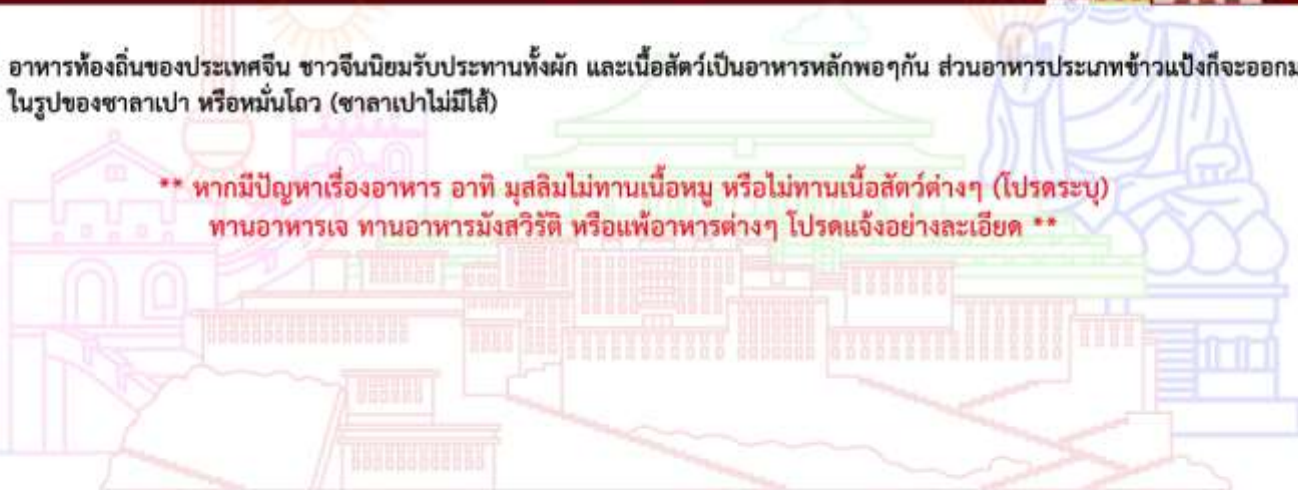 อาหารท้องถิ่นของประเทศจีน ชาวจีนนิยมรับประทานทั้งผัก และเนื้อสัตว์เป็นอาหารหลักพอๆกัน ส่วนอาหารประเภทข้าวแป้งก็จะออกม
ในรูปของซาลาเปา หรือหมั่นโถว (ซาลาเปาไม่มีไส้)
** หากมีปัญหาเรื่องอาหาร อาทิ มุสลิมไม่ทานเนื้อหมู หรือไม่ทานเนื้อสัตว์ต่างๆ (โปรดระบุ)
ทานอาหารเจ ทานอาหารมังสวิรัติ หรือแพ้อาหารต่างๆ โปรดแจ้งอย่างละเอียด **